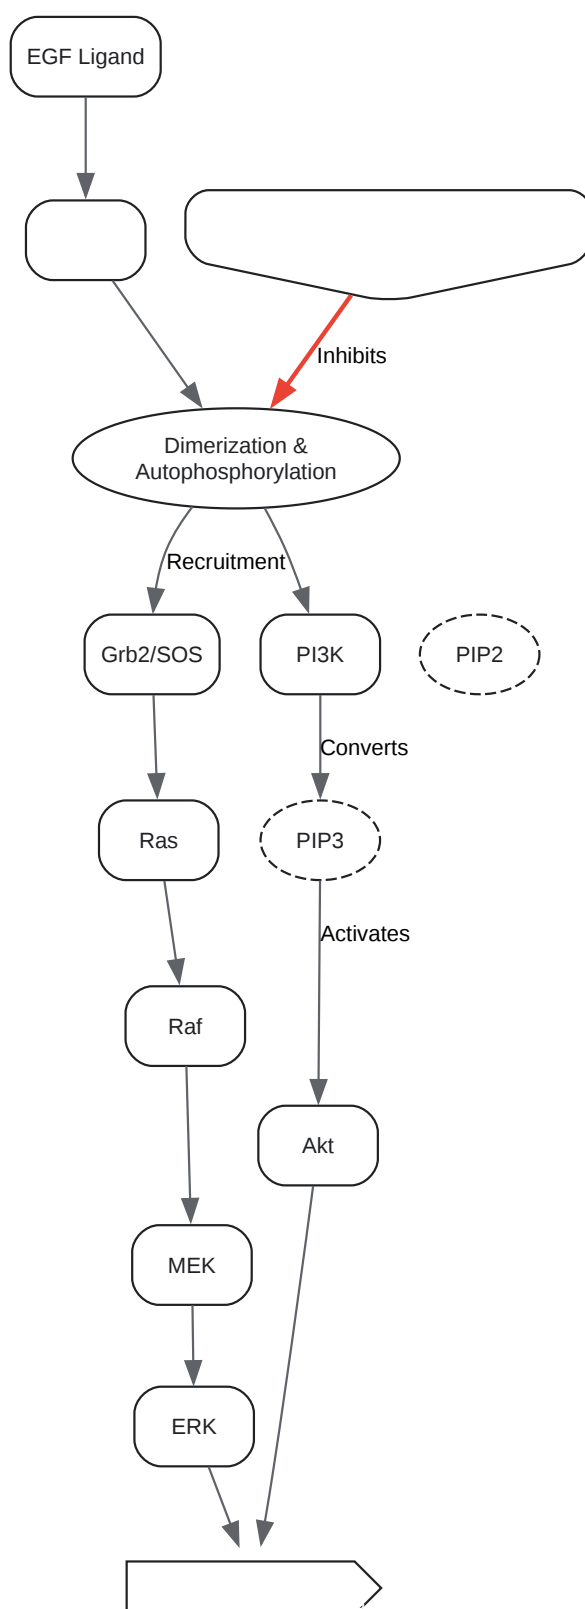 EGF Ligand
Inhibits
Dimerization &
Autophosphorylation
Recruitment
Grb2/SOS
PI3K
PIP2
Converts
Ras
PIP3
Activates
Raf
Akt
MEK
ERK